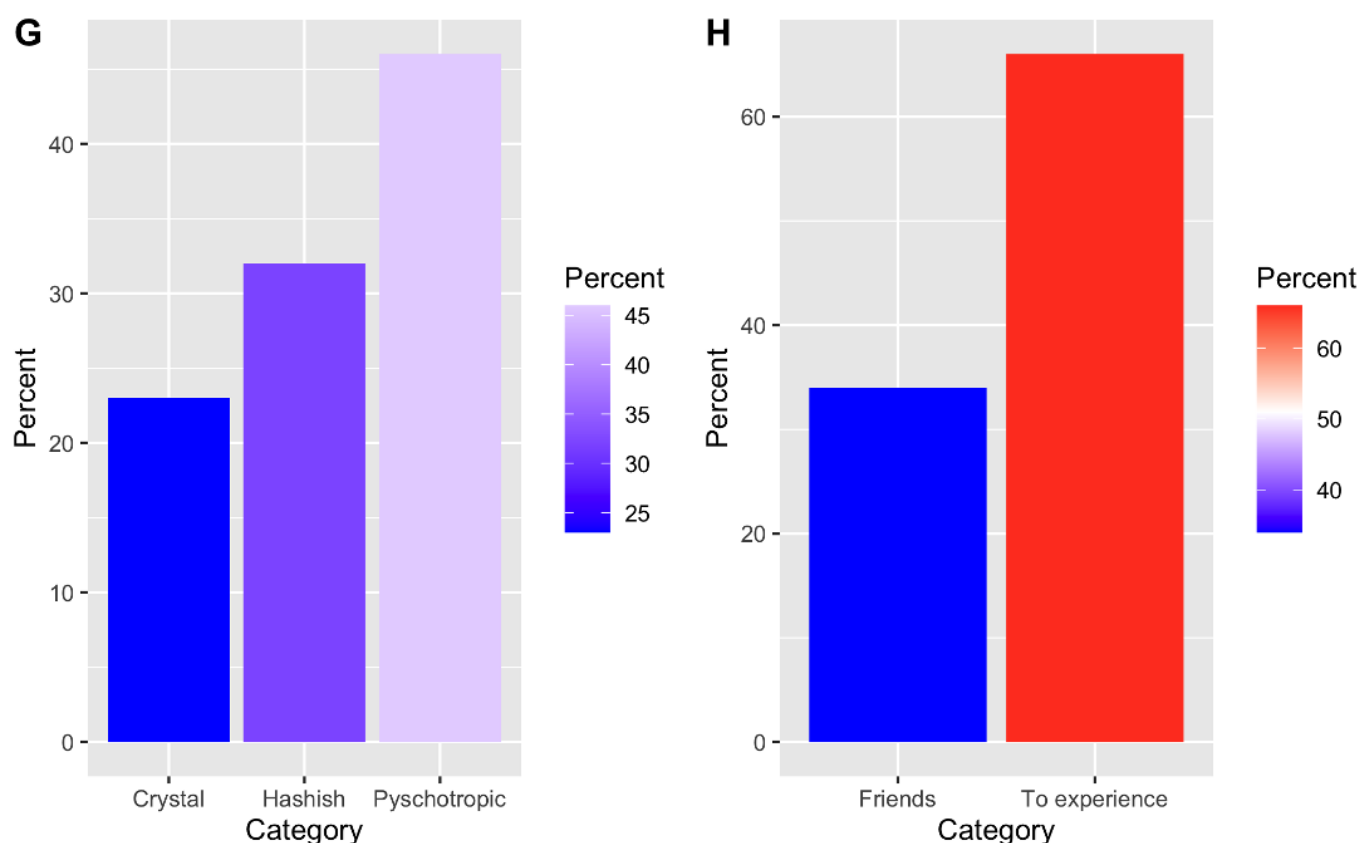 G
Percent
40
30
20
10
0
Crystal
Hashish
Pyschotropic
Category
Percent
45
40
35
30
25
H
Percent
60
40
20
0
Friends
To experience
Category
Percent
60
50
40